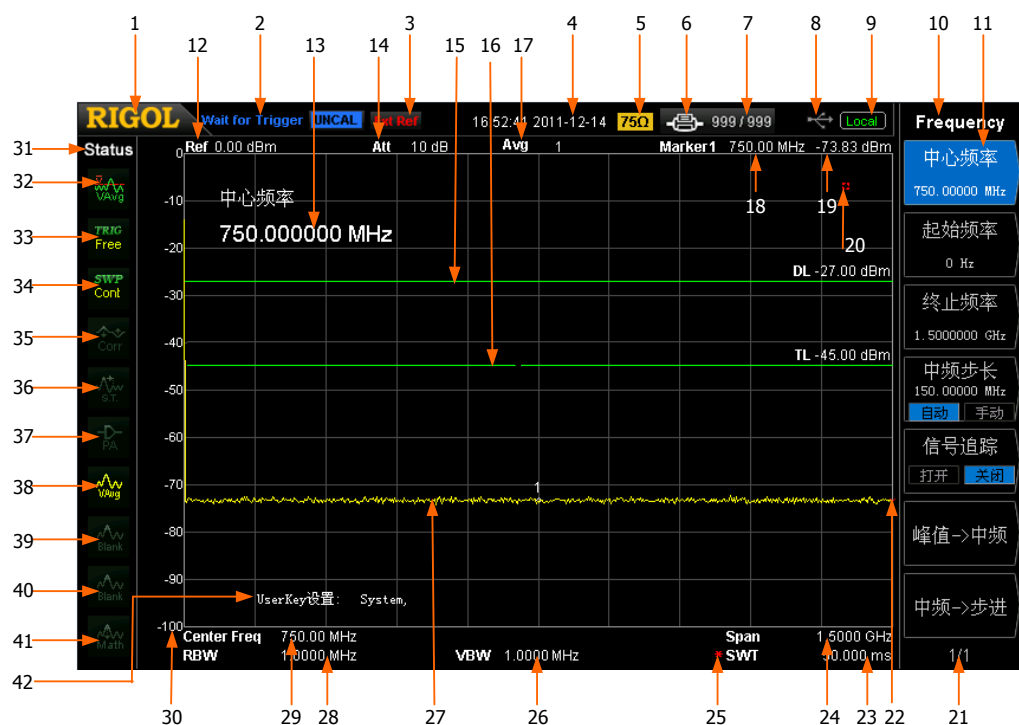 1 2 3 4 5 6 7 8 9 10 11
12 13 14 15 16 17
RIGOL Wait for Trigger UNCAL Ext Ref 16:52:41 2011-12-14 75Ω 999 / 999 Local Frequency
31 Status Ref 0.00 dBm Att 10 dB Avg 1 Marker1 750.00 MHz -73.83 dBm
中心频率
750.00000 MHz
32 VAvg
0
-10
中心频率
750.000000 MHz
18 19
20
33 TRIG
Free
起始频率
0 Hz
-20
DL -27.00 dBm
34 SWP
Cont
-30
终止频率
1.5000000 GHz
35 Corr
-40
TL -45.00 dBm
中频步长
150.00000 MHz
自动 手动
36 S.T.
-50
37 PA
-60
信号追踪
打开 关闭
38 VAvg
-70
1
峰值->中频
39 Blank
-80
40 Blank
-90
UserKey设置: System,
中频->步进
41 Math
-100
Center Freq 750.00 MHz Span 1.5000 GHz
RBW 1.0000 MHz VBW 1.0000 MHz * SWT 50.000 ms 1/1
42
30 29 28 27 26 25 24 23 22 21